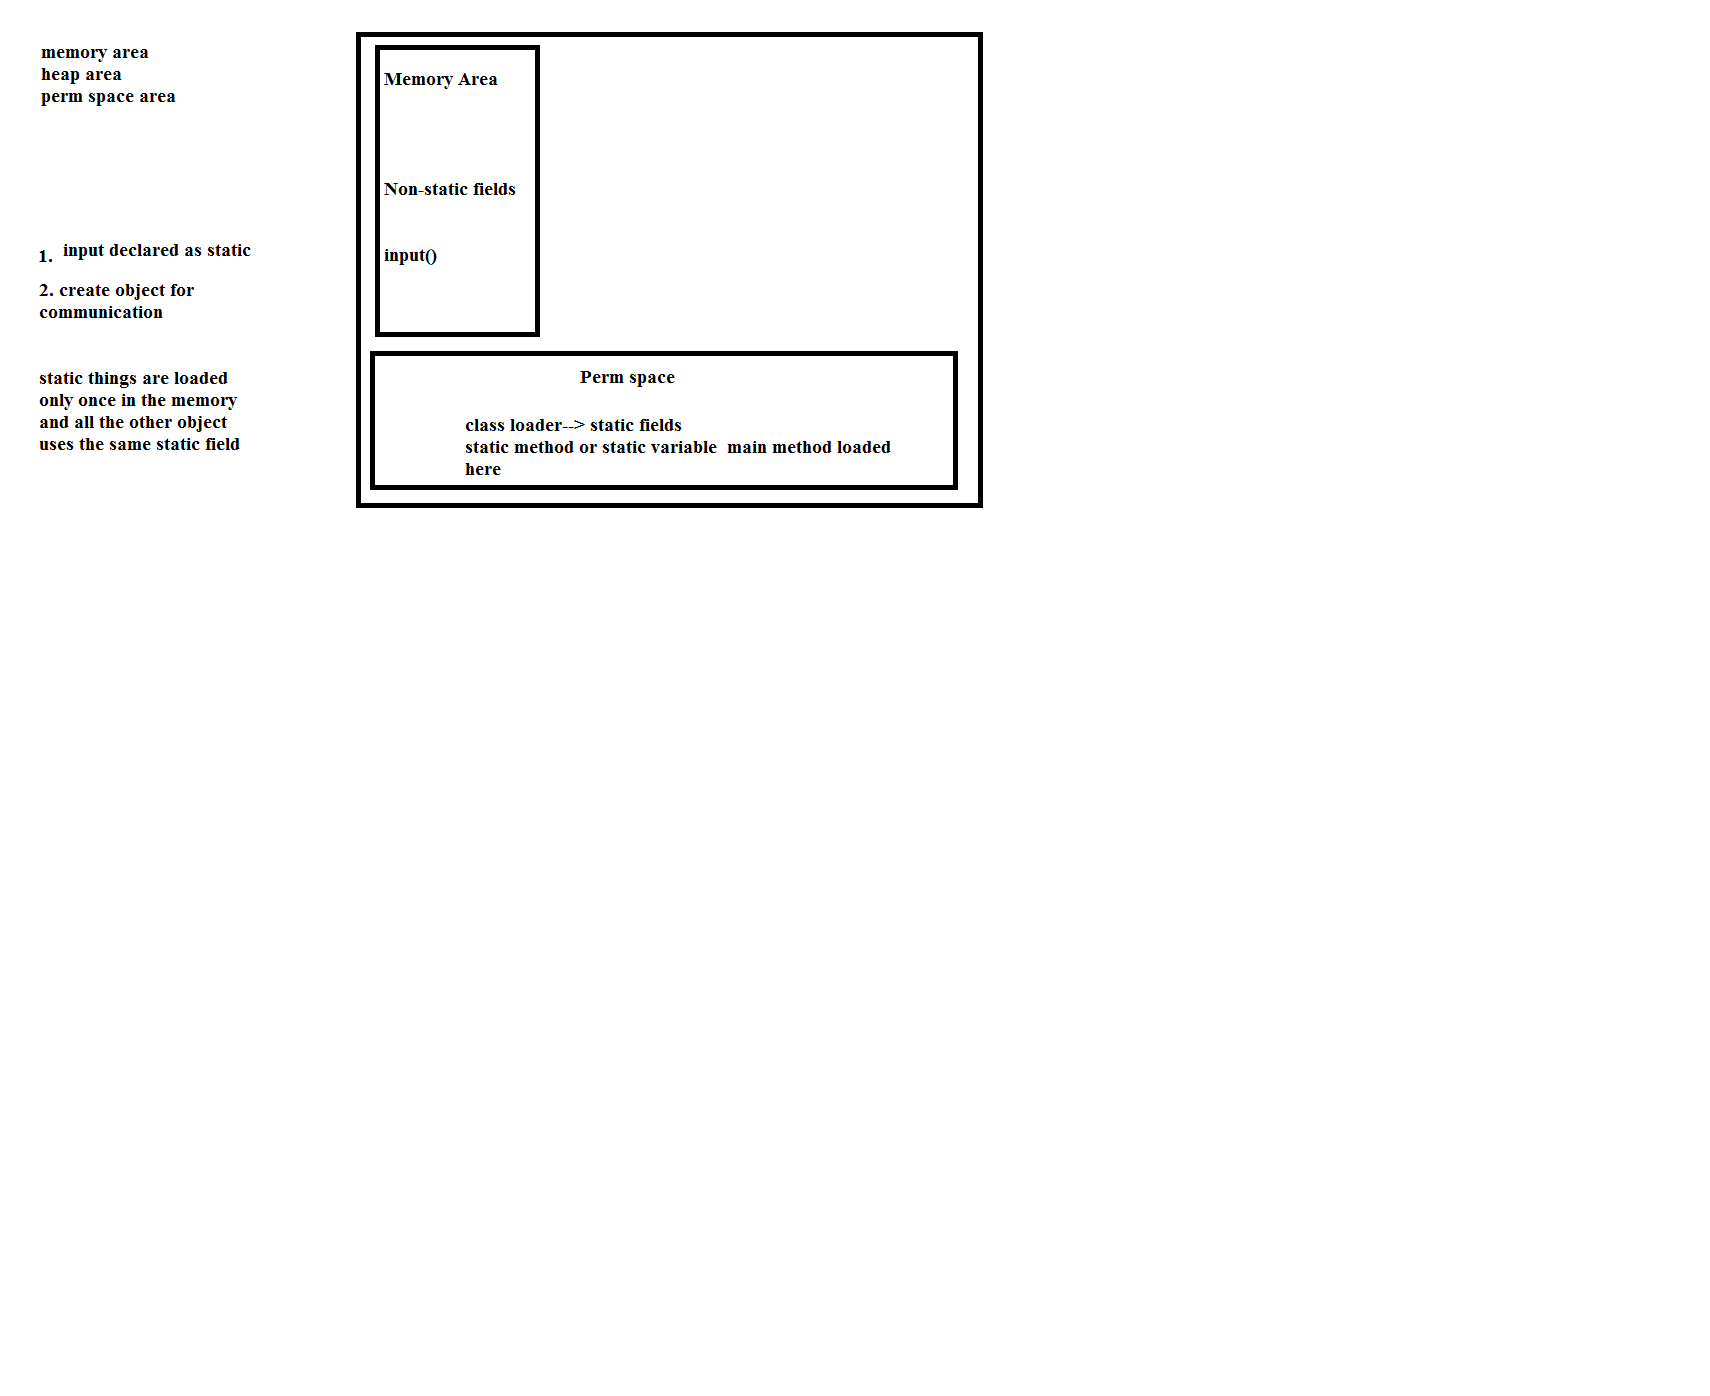 memory area
heap area
perm space area
1. input declared as static
2. create object for
communication
static things are loaded
only once in the memory
and all the other object
uses the same static field
Memory Area
Non-static fields
input()
Perm space
class loader--> static fields
static method or static variable  main method loaded
here